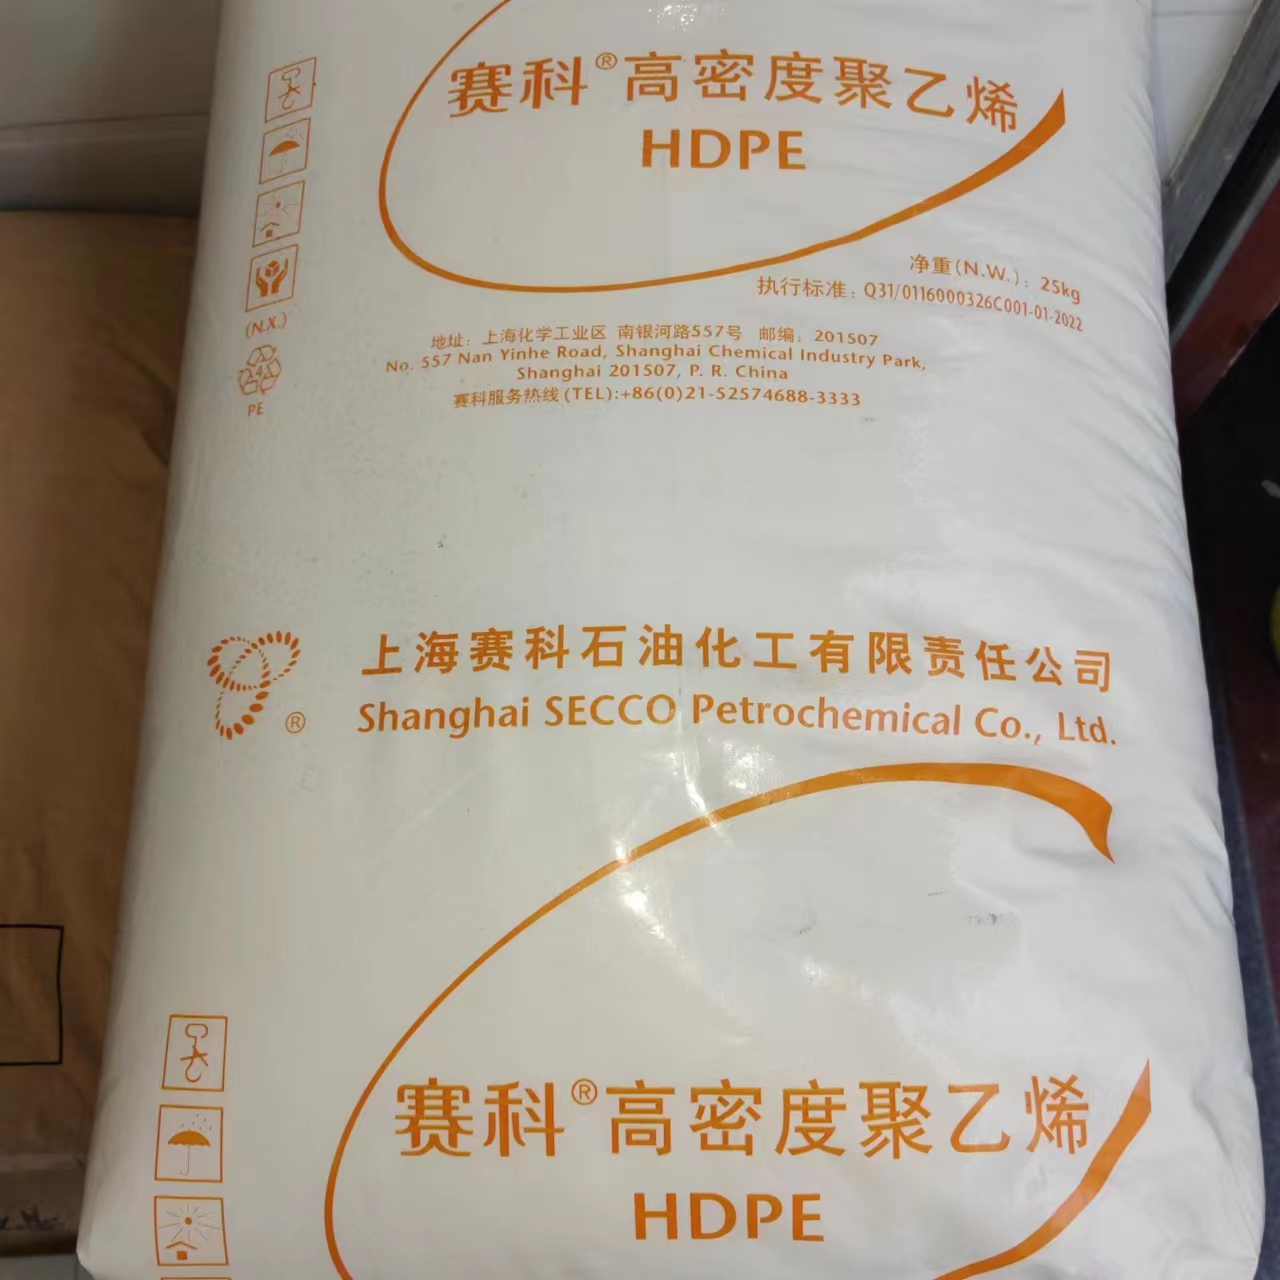 赛科®高密度聚乙烯
HDPE
净重(N.W.): 25kg
执行标准: Q31/0116000326C001-01-2022
地址: 上海化学工业区 南银河路557号 邮编: 201507
No. 557 Nan Yinhe Road, Shanghai Chemical Industry Park,
Shanghai 201507, P. R. China
赛科服务热线(TEL):+86(0)21-52574688-3333
(N.X.)
4
PE
上海赛科石油化工有限责任公司
®
Shanghai SECCO Petrochemical Co., Ltd.
赛科®高密度聚乙烯
HDPE